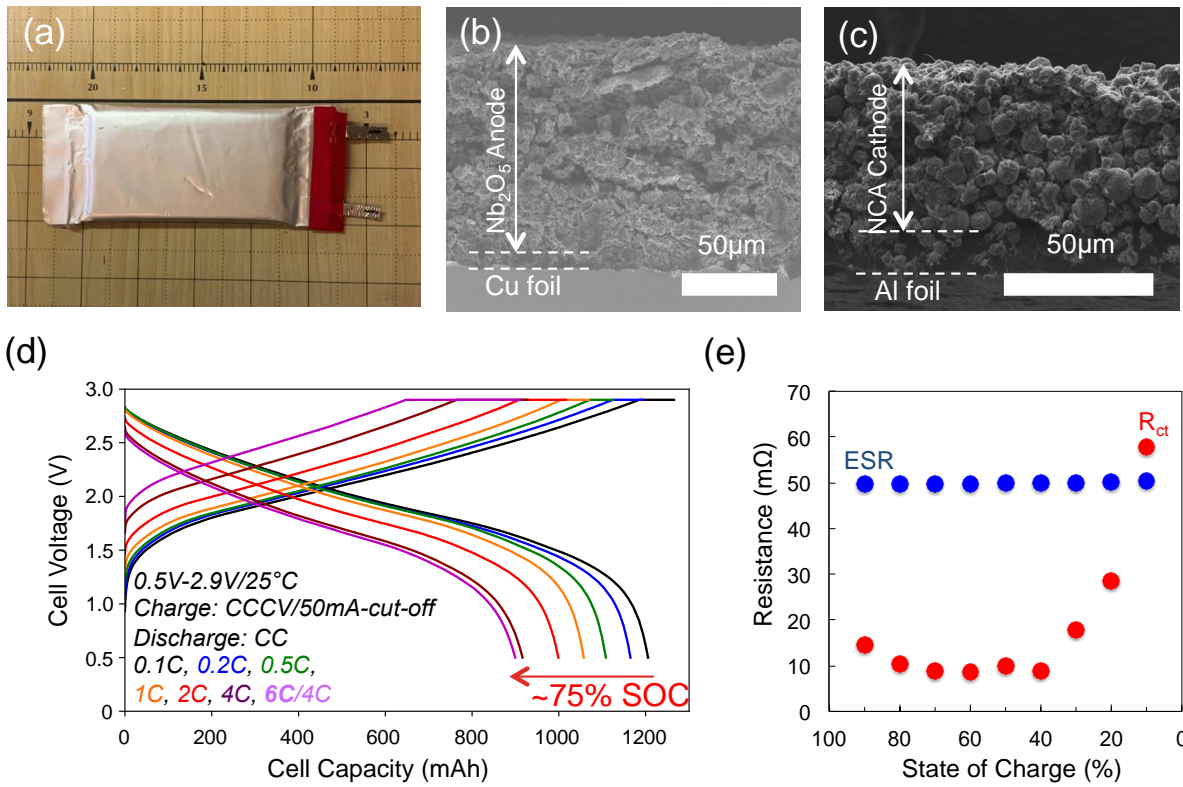 (a)
20
15
10
9
3
(b)
Nb₂O₅ Anode
50μm
Cu foil
(c)
NCA Cathode
50μm
Al foil
(d)
3.0
2.5
2.0
1.5
1.0
0.5
0
Cell Voltage (V)
0.5V-2.9V/25°C
Charge: CCCV/50mA-cut-off
Discharge: CC
0.1C, 0.2C, 0.5C,
1C, 2C, 4C, 6C/4C
~75% SOC
0 200 400 600 800 1000 1200
Cell Capacity (mAh)
(e)
70
60
50
40
30
20
10
0
Resistance (mΩ)
ESR
Rct
100 80 60 40 20 0
State of Charge (%)